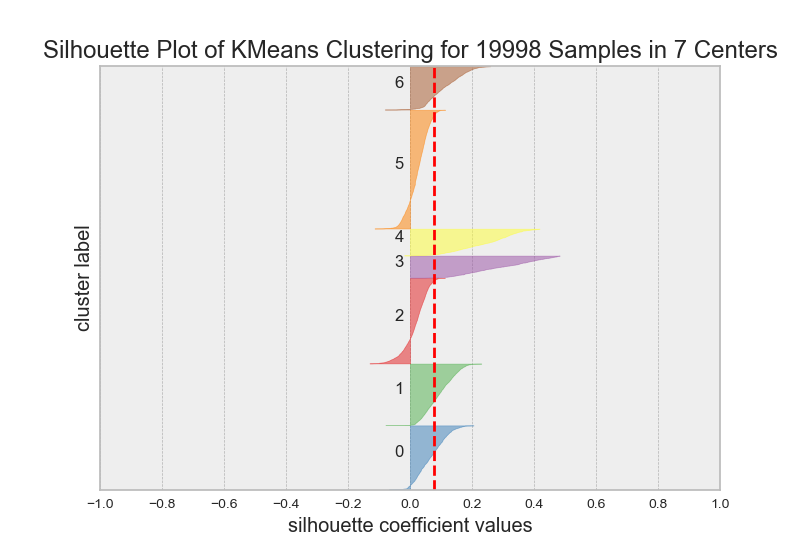 Silhouette Plot of KMeans Clustering for 19998 Samples in 7 Centers
cluster label
6
5
4
3
2
1
0
−1.0 −0.8 −0.6 −0.4 −0.2 0.0 0.2 0.4 0.6 0.8 1.0
silhouette coefficient values